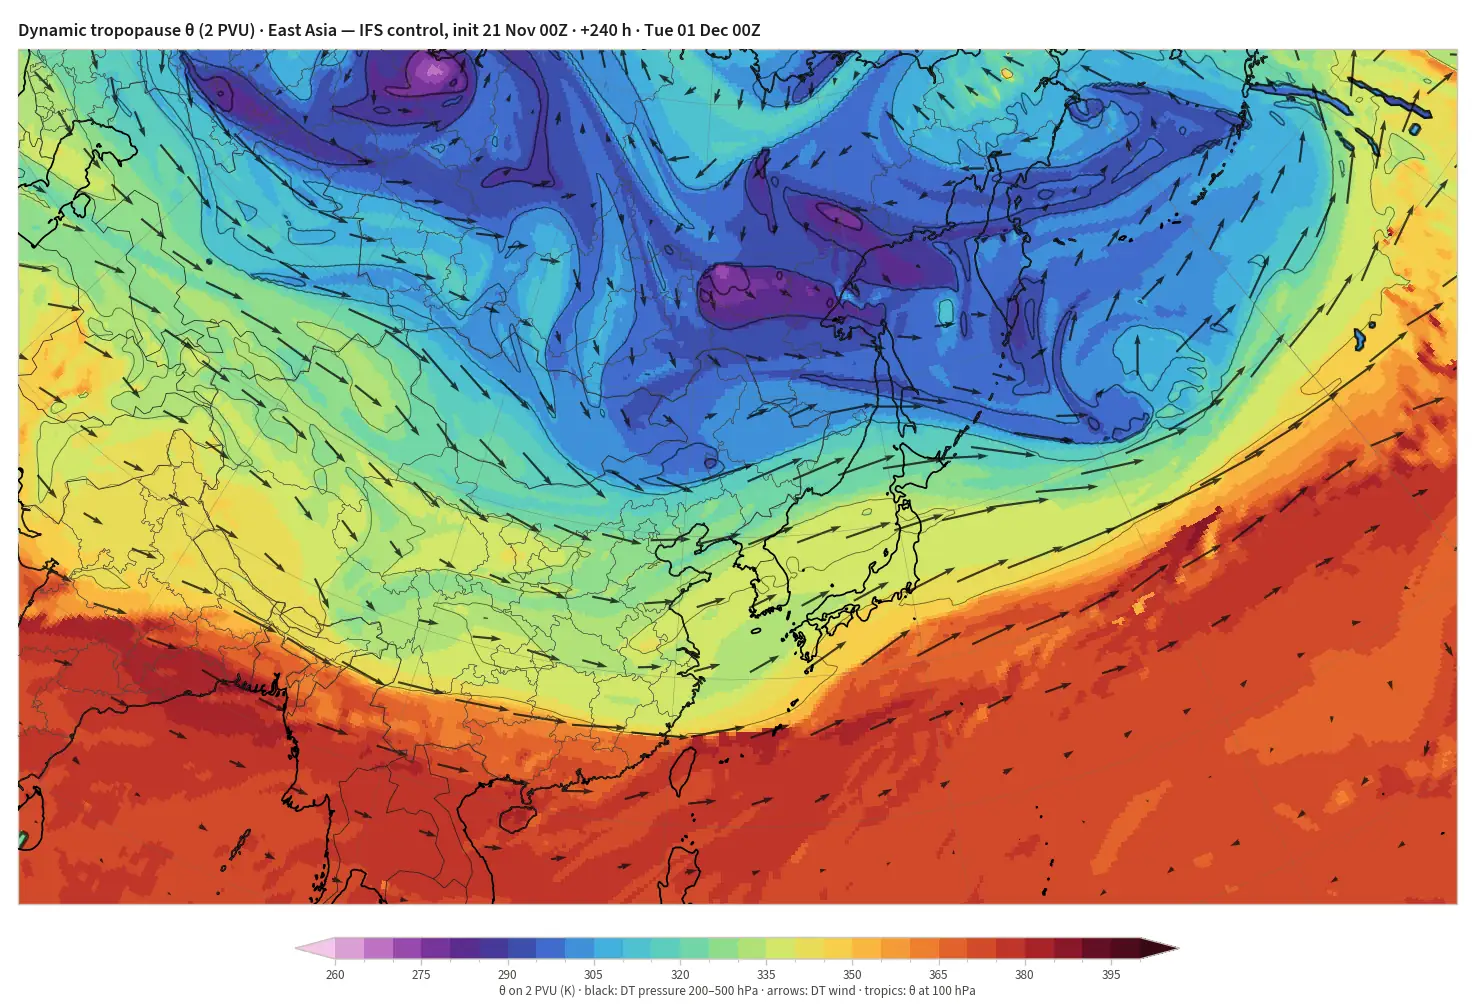 Dynamic tropopause θ (2 PVU) · East Asia — IFS control, init 21 Nov 00Z · +240 h · Tue 01 Dec 00Z
260 275 290 305 320 335 350 365 380 395
θ on 2 PVU (K) · black: DT pressure 200–500 hPa · arrows: DT wind · tropics: θ at 100 hPa